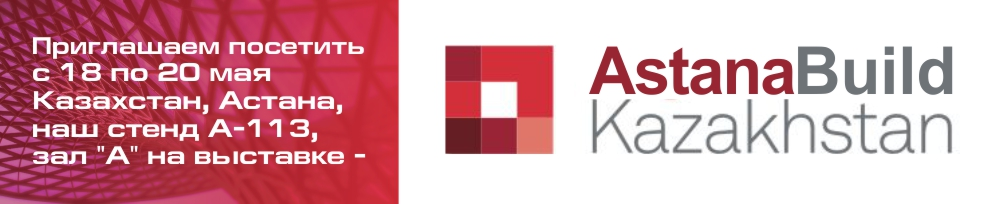 Приглашаем посетить
с 18 по 20 мая
Казахстан, Астана,
наш стенд А-113,
зал "А" на выставке -
AstanaBuild
Kazakhstan